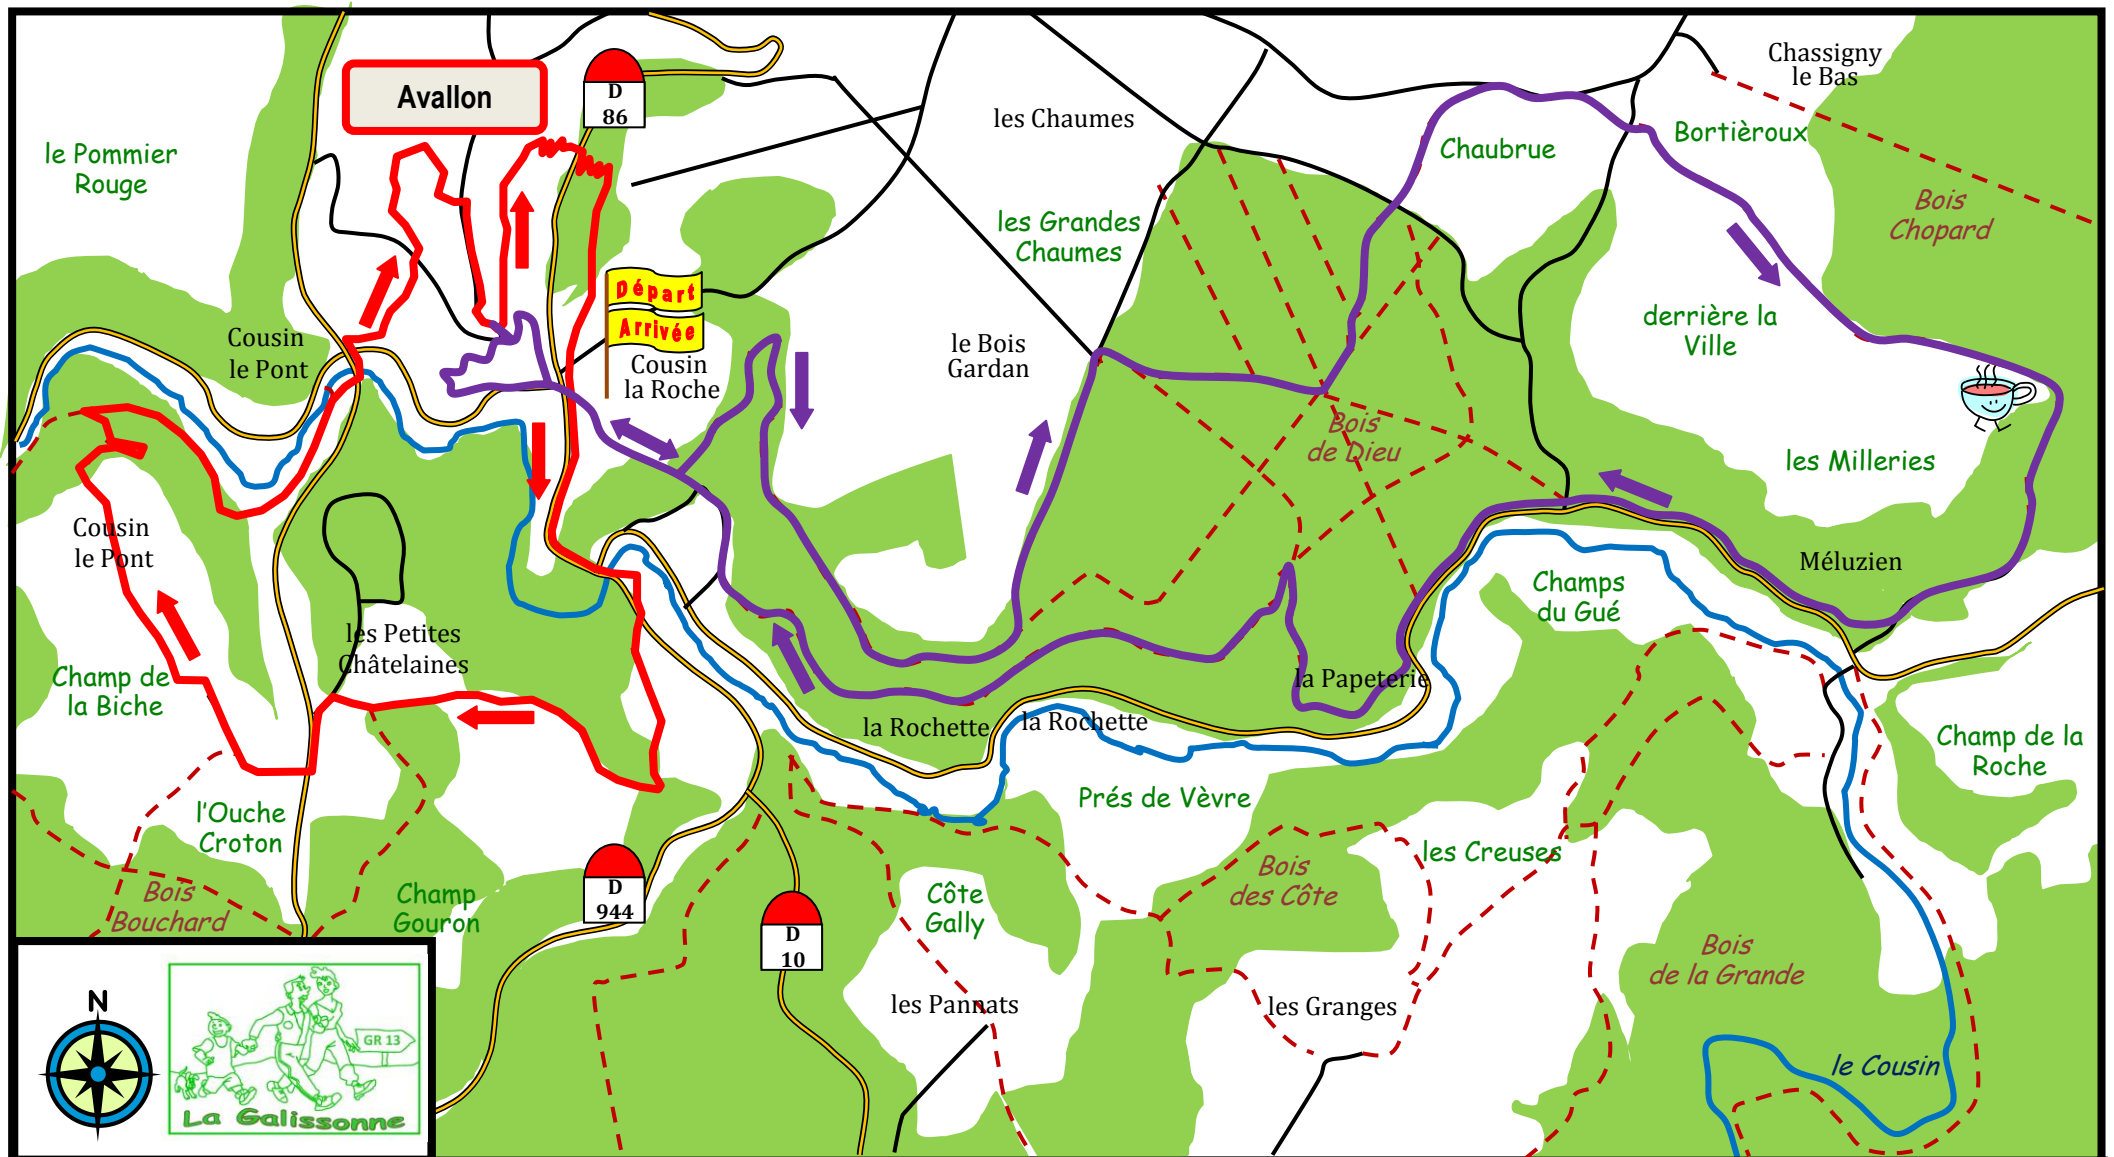 Avallon
D
86
Chassigny
le Bas
les Chaumes
Bortièroux
Chaubrue
le Pommier
Rouge
Bois
Chopard
les Grandes
Chaumes
Départ
Arrivée
derrière la
Ville
Cousin
le Pont
Cousin
la Roche
le Bois
Gardan
Bois
de Dieu
les Milleries
Cousin
le Pont
Méluzien
Champs
du Gué
les Petites
Châtelaines
Champ de
la Biche
la Papeterie
la Rochette
la Rochette
Champ de la
Roche
Prés de Vèvre
l'Ouche
Croton
les Creuses
Bois
des Côte
Bois
Bouchard
Champ
Gouron
D
944
Côte
Gally
D
10
Bois
de la Grande
les Pannats
les Granges
N
GR 13
le Cousin
La Galissonne